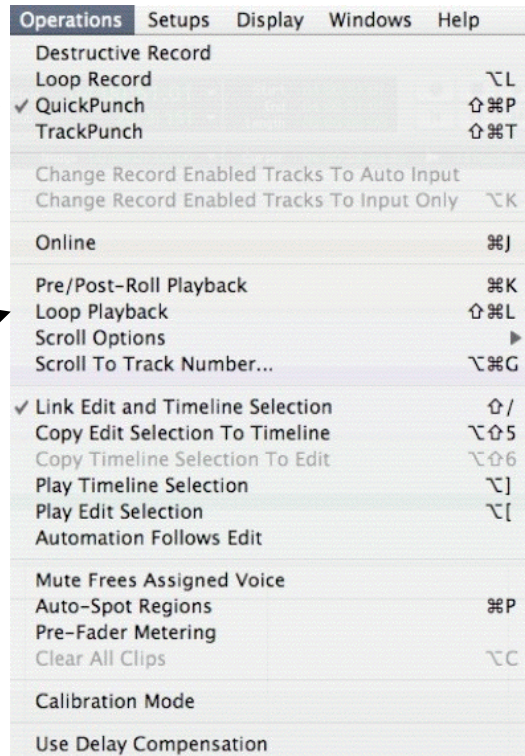 Operations Setups Display Windows Help
Destructive Record
Loop Record ⌥L
✓ QuickPunch ⇧⌘P
TrackPunch ⇧⌘T
Change Record Enabled Tracks To Auto Input
Change Record Enabled Tracks To Input Only ⌥K
Online ⌘J
Pre/Post-Roll Playback ⌘K
Loop Playback ⇧⌘L
Scroll Options ▶
Scroll To Track Number... ⌥⌘G
✓ Link Edit and Timeline Selection ⇧/
Copy Edit Selection To Timeline ⌥⇧5
Copy Timeline Selection To Edit ⌥⇧6
Play Timeline Selection ⌥]
Play Edit Selection ⌥[
Automation Follows Edit
Mute Frees Assigned Voice
Auto-Spot Regions ⌘P
Pre-Fader Metering
Clear All Clips ⌥C
Calibration Mode
Use Delay Compensation